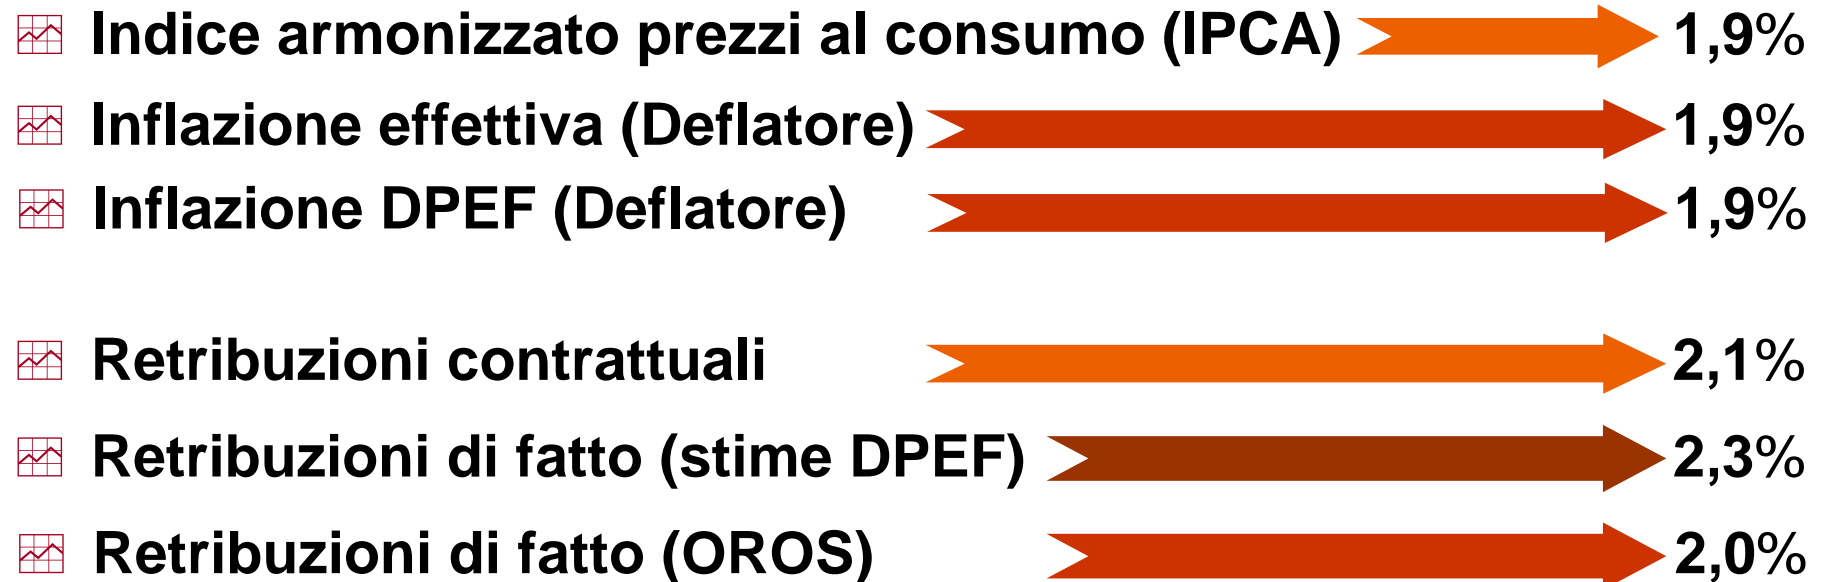 Indice armonizzato prezzi al consumo (IPCA) 1,9%
Inflazione effettiva (Deflatore) 1,9%
Inflazione DPEF (Deflatore) 1,9%
Retribuzioni contrattuali 2,1%
Retribuzioni di fatto (stime DPEF) 2,3%
Retribuzioni di fatto (OROS) 2,0%